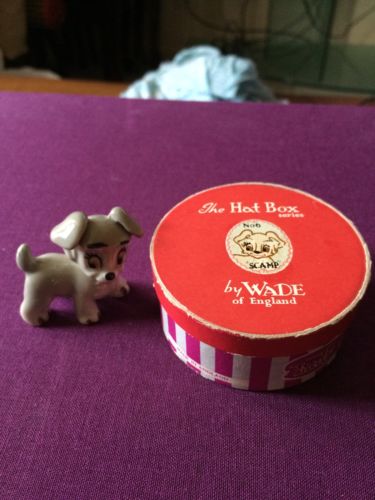 The Hat Box
series
No6
SCAMP
by WADE
of England